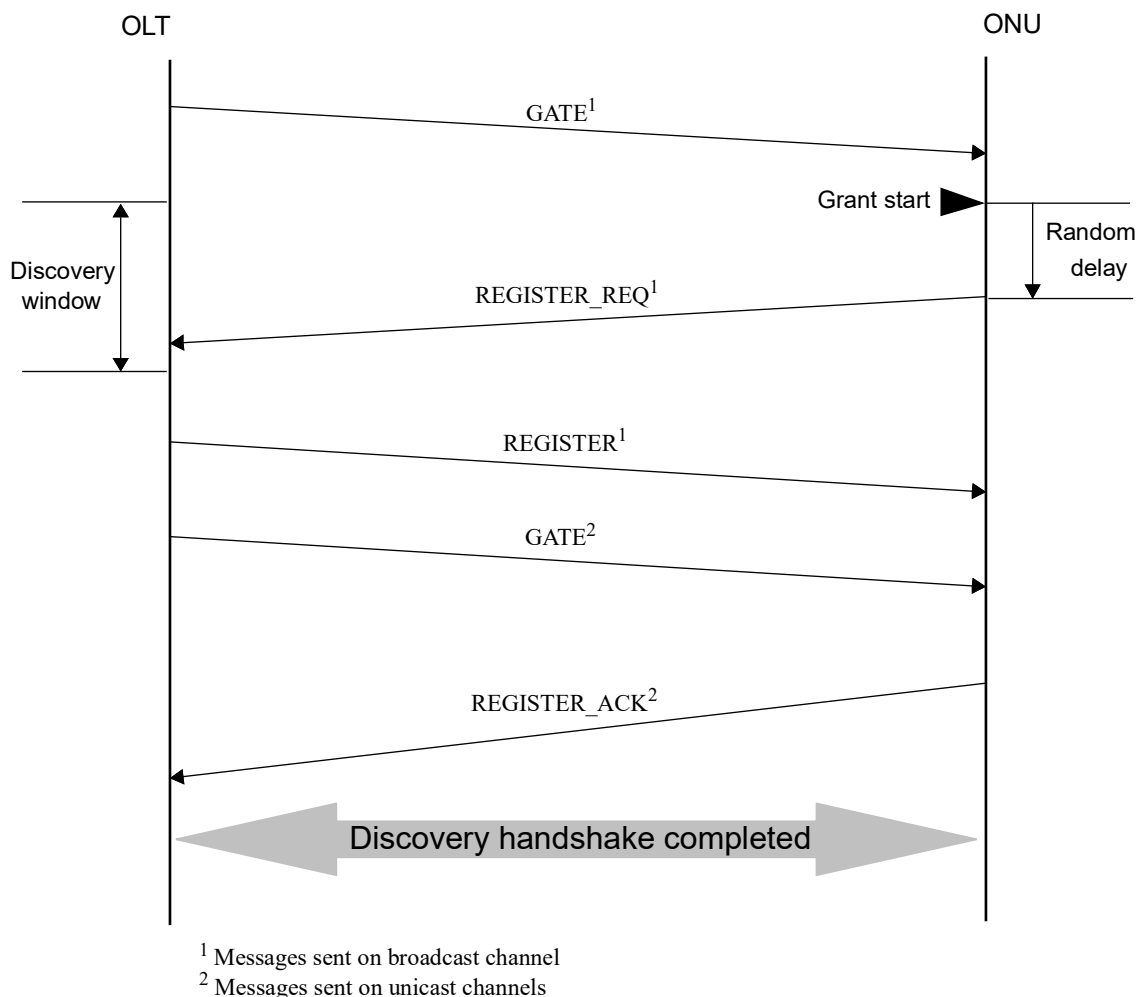 OLT
ONU
GATE¹
Grant start
Random
delay
Discovery
window
REGISTER_REQ¹
REGISTER¹
GATE²
REGISTER_ACK²
Discovery handshake completed
¹ Messages sent on broadcast channel
² Messages sent on unicast channels